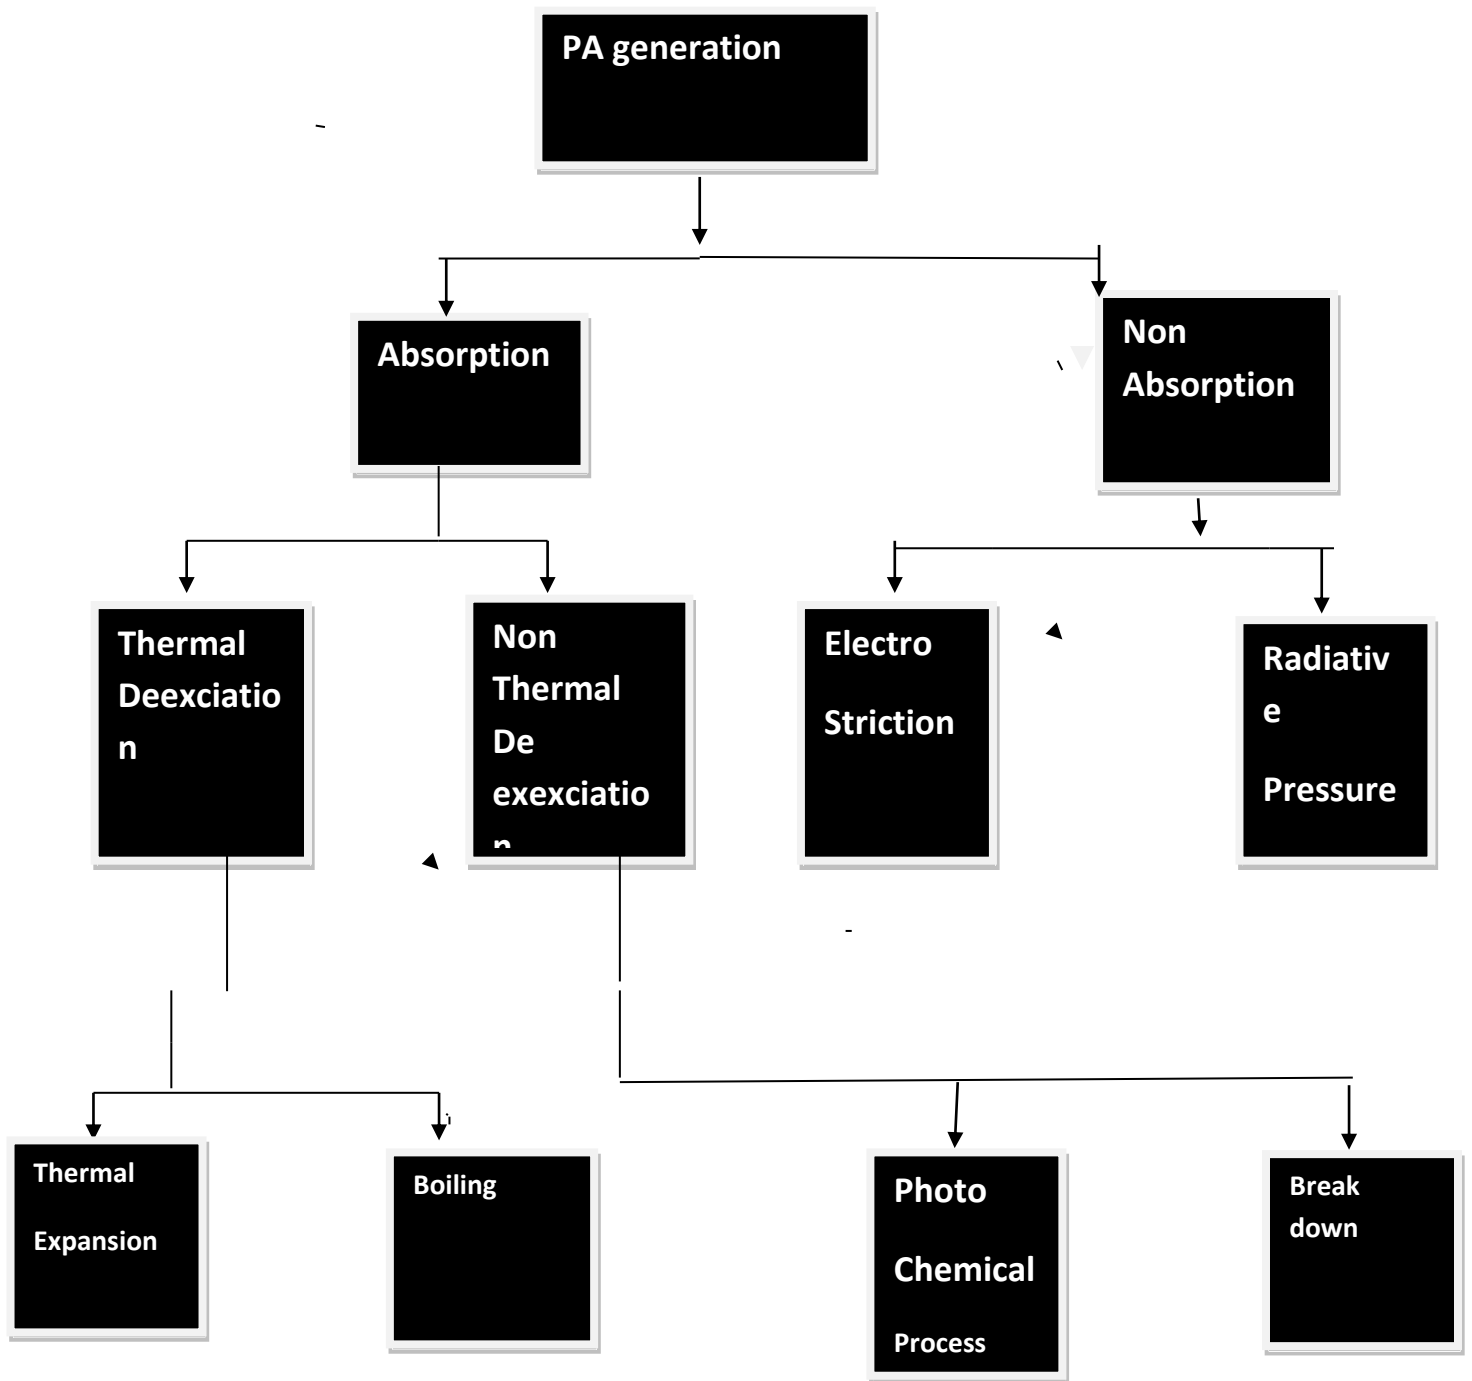 PA generation
Absorption
Non
Absorption
Thermal
Deexciatio
n
Non
Thermal
De
exexciatio
n
Electro
Striction
Radiativ
e
Pressure
Thermal
Expansion
Boiling
Photo
Chemical
Process
Break
down